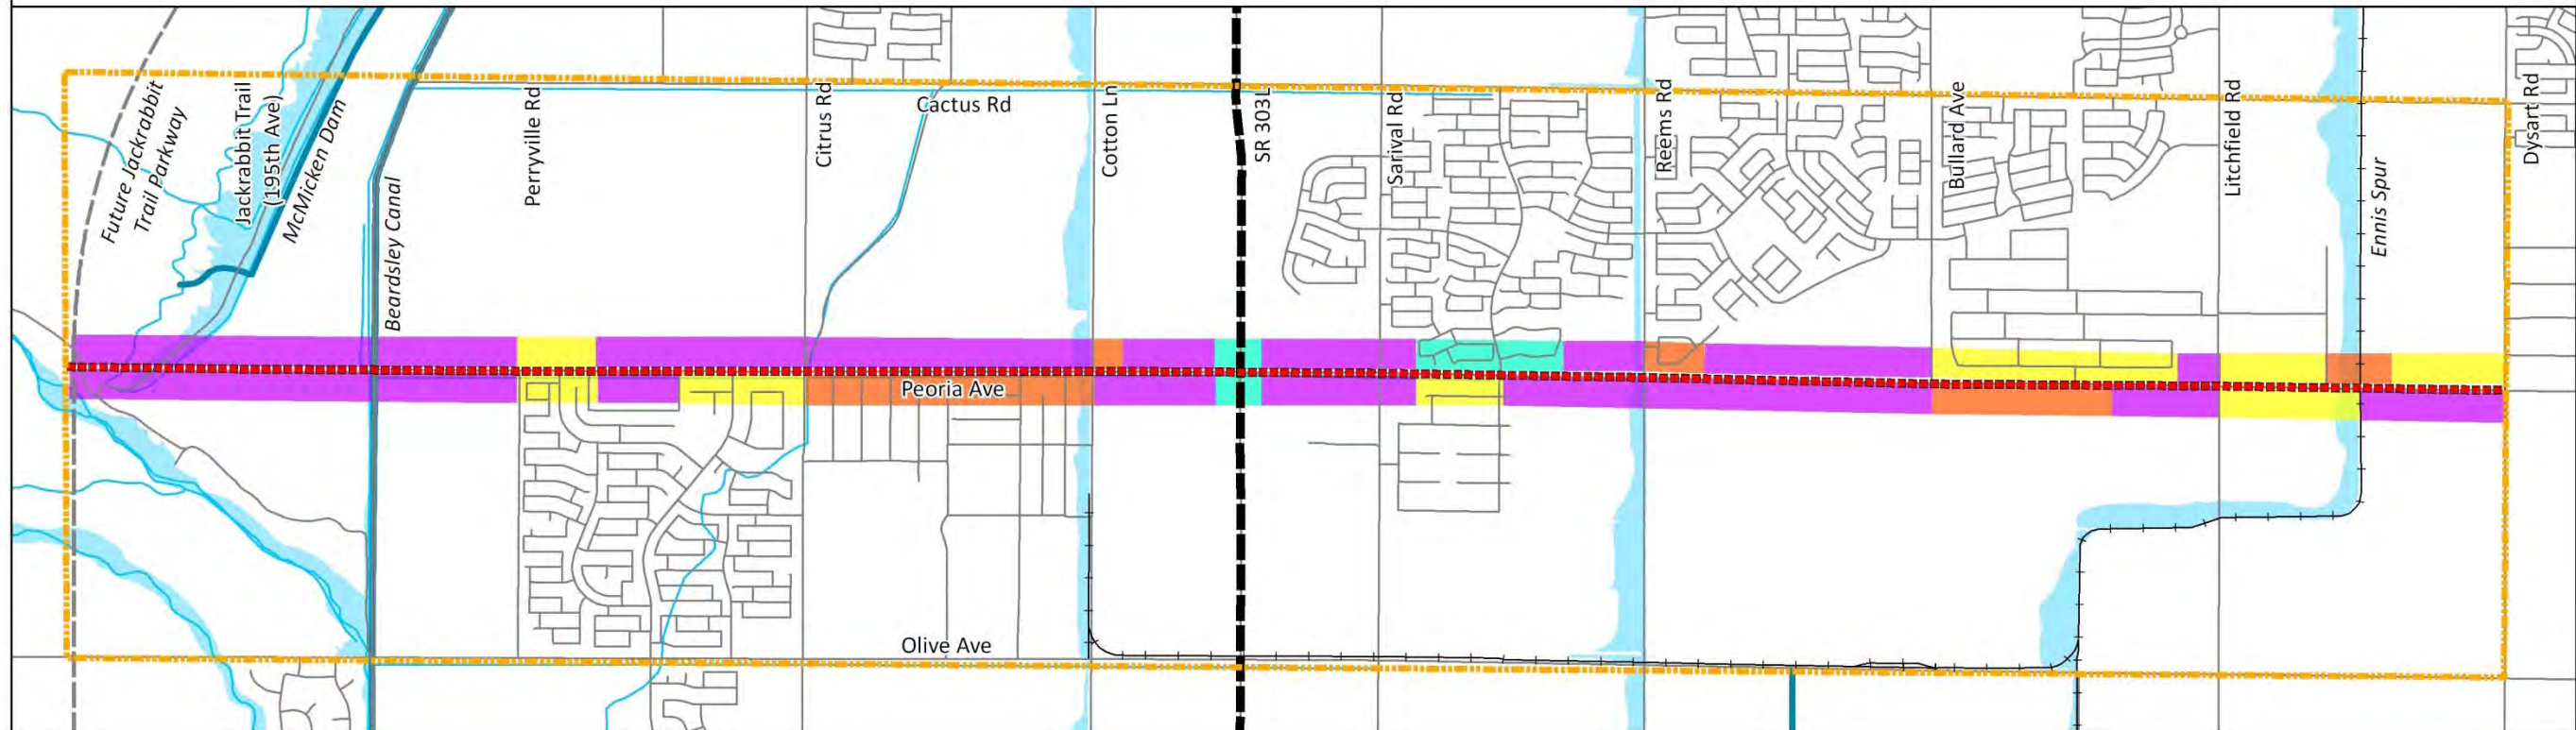 Future Jackrabbit
Trail Parkway
Jackrabbit Trail
(195th Ave)
McMicken Dam
Beardsley Canal
Perryville Rd
Citrus Rd
Cactus Rd
Cotton Ln
SR 303L
Sarival Rd
Reems Rd
Bullard Ave
Litchfield Rd
Ennis Spur
Dysart Rd
Peoria Ave
Olive Ave